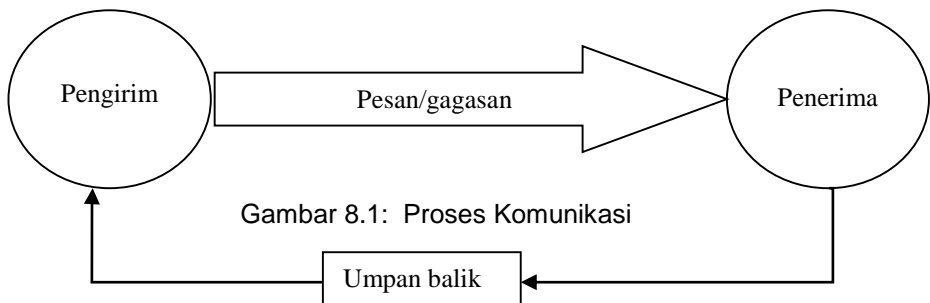 Pengirim
Pesan/gagasan
Penerima
Gambar 8.1: Proses Komunikasi
Umpan balik